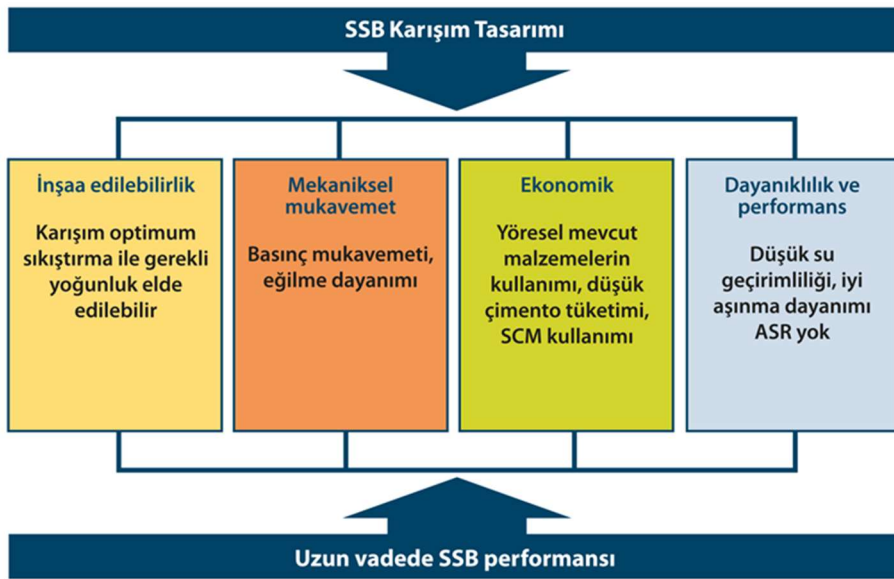 SSB Karışım Tasarımı
İnşaa edilebilirlik
Karışım optimum
sıkıştırma ile gerekli
yoğunluk elde
edilebilir
Mekaniksel
mukavemet
Basınç mukavemeti,
eğilme dayanımı
Ekonomik
Yöresel mevcut
malzemelerin
kullanımı, düşük
çimento tüketimi,
SCM kullanımı
Dayanıklılık ve
performans
Düşük su
geçirimliliği, iyi
aşınma dayanımı
ASR yok
Uzun vadede SSB performansı